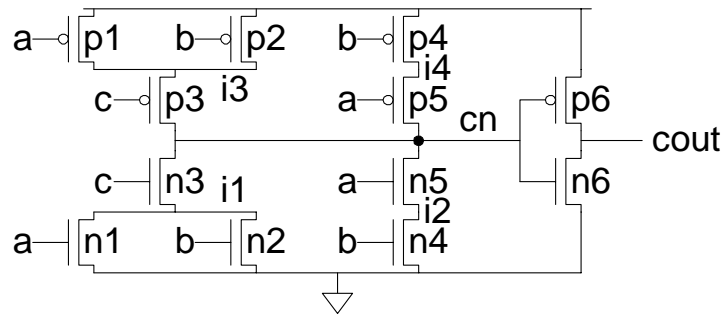 a p1 b p2 b p4
i4
c p3 i3 a p5 cn p6
cout
c n3 i1 a n5 n6
i2
a n1 b n2 b n4